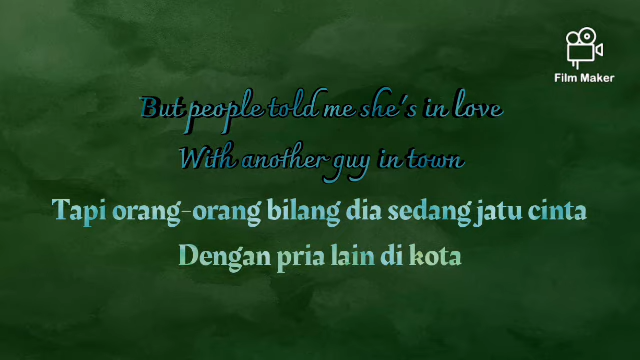 Film Maker
But people told me she's in love
With another guy in town
Tapi orang-orang bilang dia sedang jatu cinta
Dengan pria lain di kota